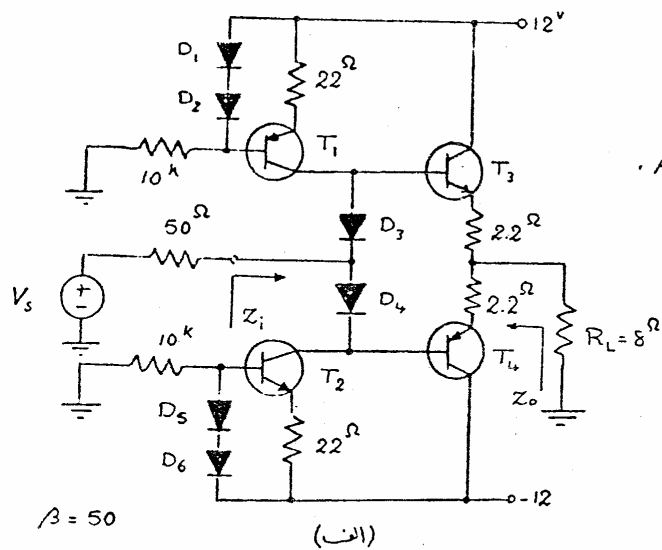 12ᵛ
D₁
22Ω
D₂
T₁
T₃
10ᵏ
50Ω
D₃
2.2Ω
Vₛ
+
-
Zᵢ
D₄
2.2Ω
R_L = 8Ω
10ᵏ
T₂
T₄
Zₒ
D₅
22Ω
D₆
-12
β = 50
(الف)